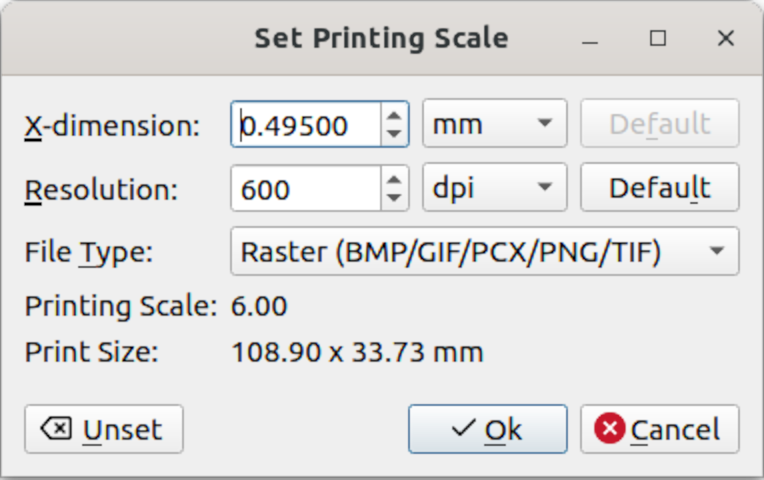 Set Printing Scale
X-dimension: 0.49500 mm Default
Resolution: 600 dpi Default
File Type: Raster (BMP/GIF/PCX/PNG/TIF)
Printing Scale: 6.00
Print Size: 108.90 x 33.73 mm
Unset Ok Cancel